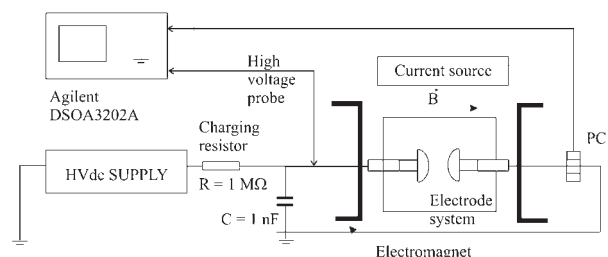 High
voltage
probe
Current source
B
Agilent
DSOA3202A
Charging
resistor
PC
HVdc SUPPLY
R = 1 MΩ
Electrode
system
C = 1 nF
Electromagnet